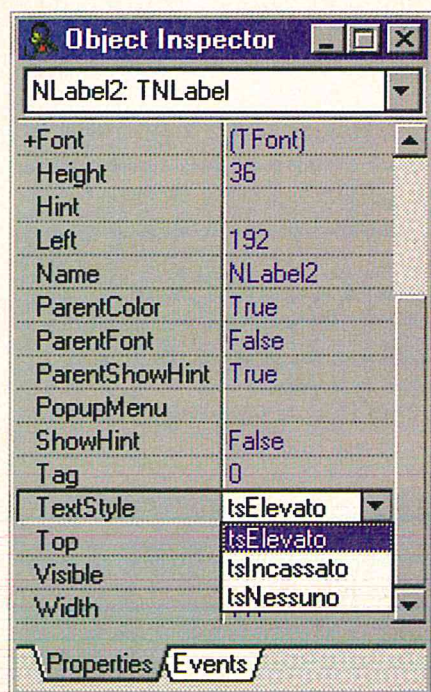 Object Inspector
NLabel2: TNLabel
+Font (TFont)
Height 36
Hint
Left 192
Name NLabel2
ParentColor True
ParentFont False
ParentShowHint True
PopupMenu
ShowHint False
Tag 0
TextStyle tsElevato
Top tsElevato
Visible tsIncassato
Width tsNessuno
Properties Events